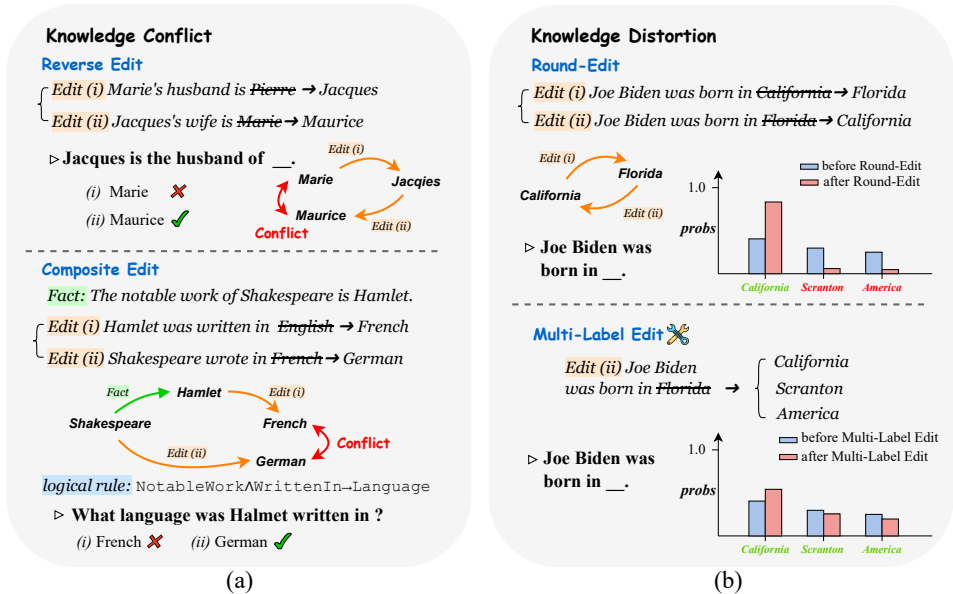 Knowledge Conflict
Reverse Edit
Edit (i) Marie's husband is Pierre → Jacques
Edit (ii) Jacques's wife is Marie → Maurice
▷ Jacques is the husband of __.
(i) Marie ✗
(ii) Maurice ✓
Edit (i)
Marie
Jacqies
Maurice
Edit (ii)
Conflict
Composite Edit
Fact: The notable work of Shakespeare is Hamlet.
Edit (i) Hamlet was written in English → French
Edit (ii) Shakespeare wrote in French → German
Fact
Hamlet
Edit (i)
Shakespeare
French
Conflict
Edit (ii)
German
logical rule: NotableWork∧WrittenIn→Language
▷ What language was Halmet written in ?
(i) French ✗ (ii) German ✓
(a)
Knowledge Distortion
Round-Edit
Edit (i) Joe Biden was born in California → Florida
Edit (ii) Joe Biden was born in Florida → California
Edit (i)
Florida
California
Edit (ii)
▷ Joe Biden was
born in __.
before Round-Edit
after Round-Edit
1.0
probs
California Scranton America
Multi-Label Edit
Edit (ii) Joe Biden
was born in Florida →
California
Scranton
America
▷ Joe Biden was
born in __.
before Multi-Label Edit
after Multi-Label Edit
1.0
probs
California Scranton America
(b)